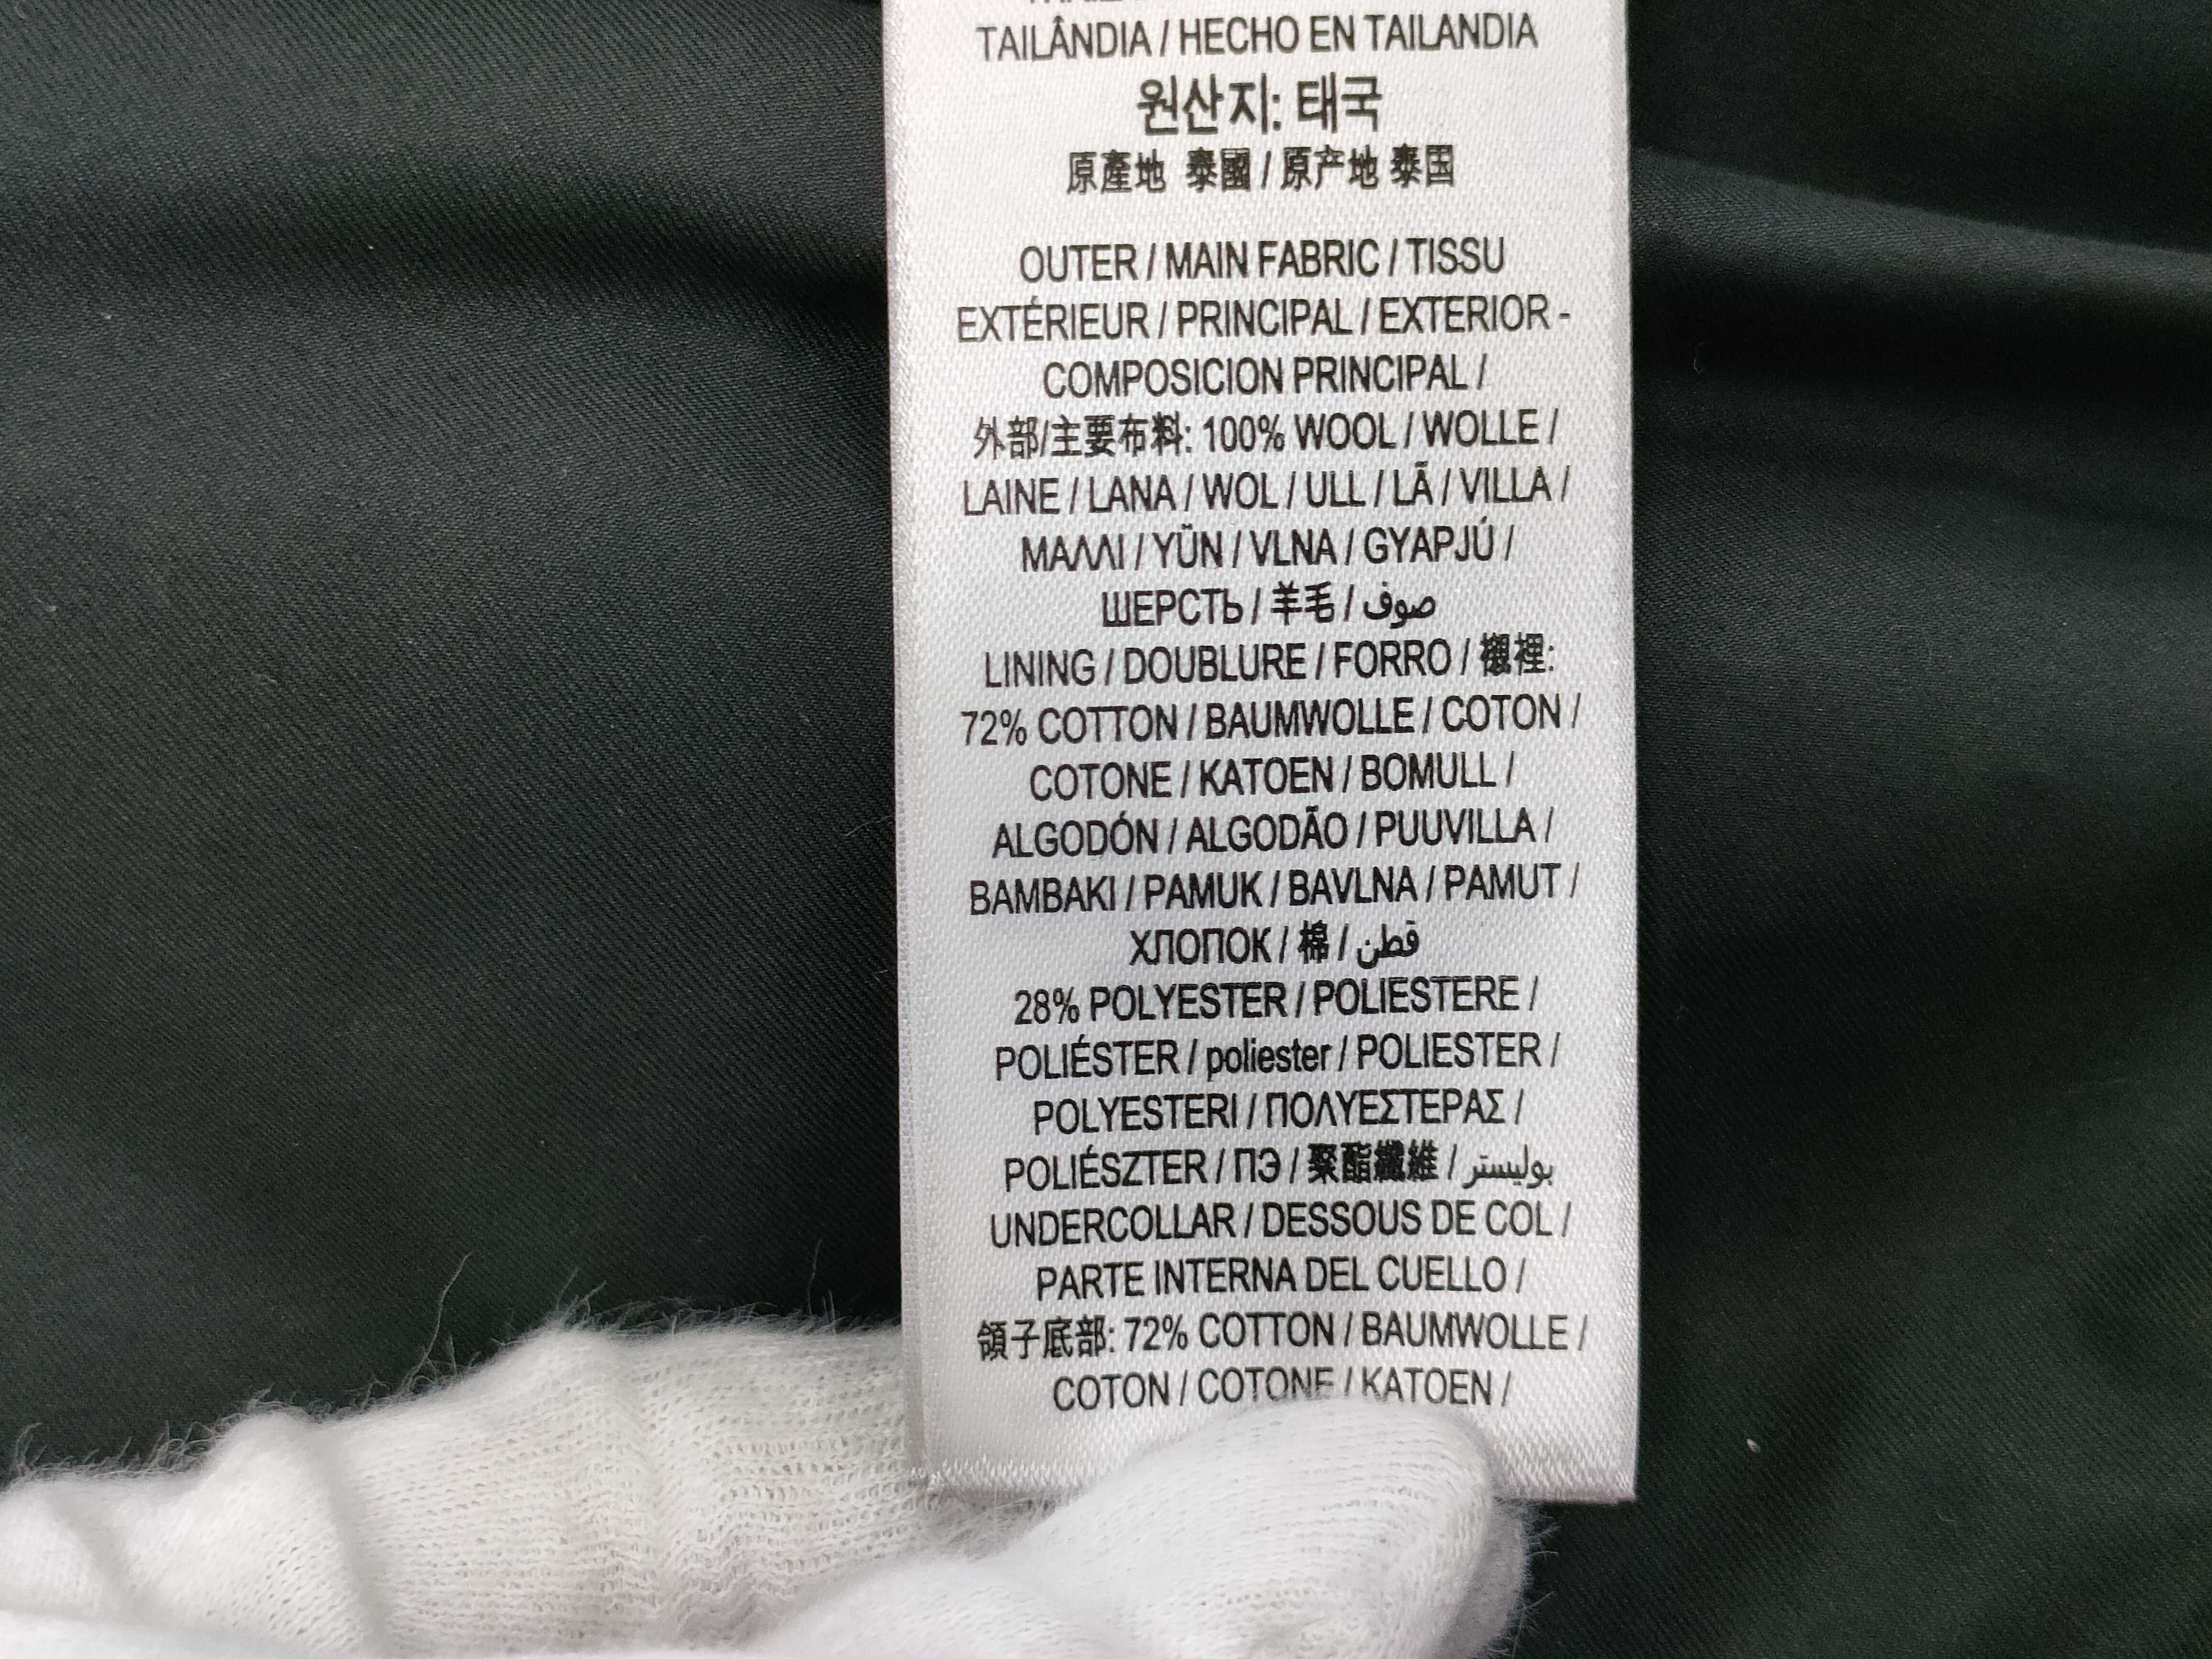 TAILÂNDIA / HECHO EN TAILANDIA
원산지: 태국
原產地 泰國 / 原产地 泰国
OUTER / MAIN FABRIC / TISSU
EXTÉRIEUR / PRINCIPAL / EXTERIOR -
COMPOSICION PRINCIPAL /
外部/主要布料: 100% WOOL / WOLLE /
LAINE / LANA / WOL / ULL / LÃ / VILLA /
ΜΑΛΛΙ / YÜN / VLNA / GYAPJÚ /
ШЕРСТЬ / 羊毛 / صوف
LINING / DOUBLURE / FORRO / 襯裡:
72% COTTON / BAUMWOLLE / COTON /
COTONE / KATOEN / BOMULL /
ALGODÓN / ALGODÃO / PUUVILLA /
BAMBAKI / PAMUK / BAVLNA / PAMUT /
ХЛОПОК / 棉 / قطن
28% POLYESTER / POLIESTERE /
POLIÉSTER / poliester / POLIESTER /
POLYESTERI / ΠΟΛΥΕΣΤΕΡΑΣ /
POLIÉSZTER / ПЭ / 聚酯纖維 / بوليستر
UNDERCOLLAR / DESSOUS DE COL /
PARTE INTERNA DEL CUELLO /
領子底部: 72% COTTON / BAUMWOLLE /
COTON / COTONE / KATOEN /